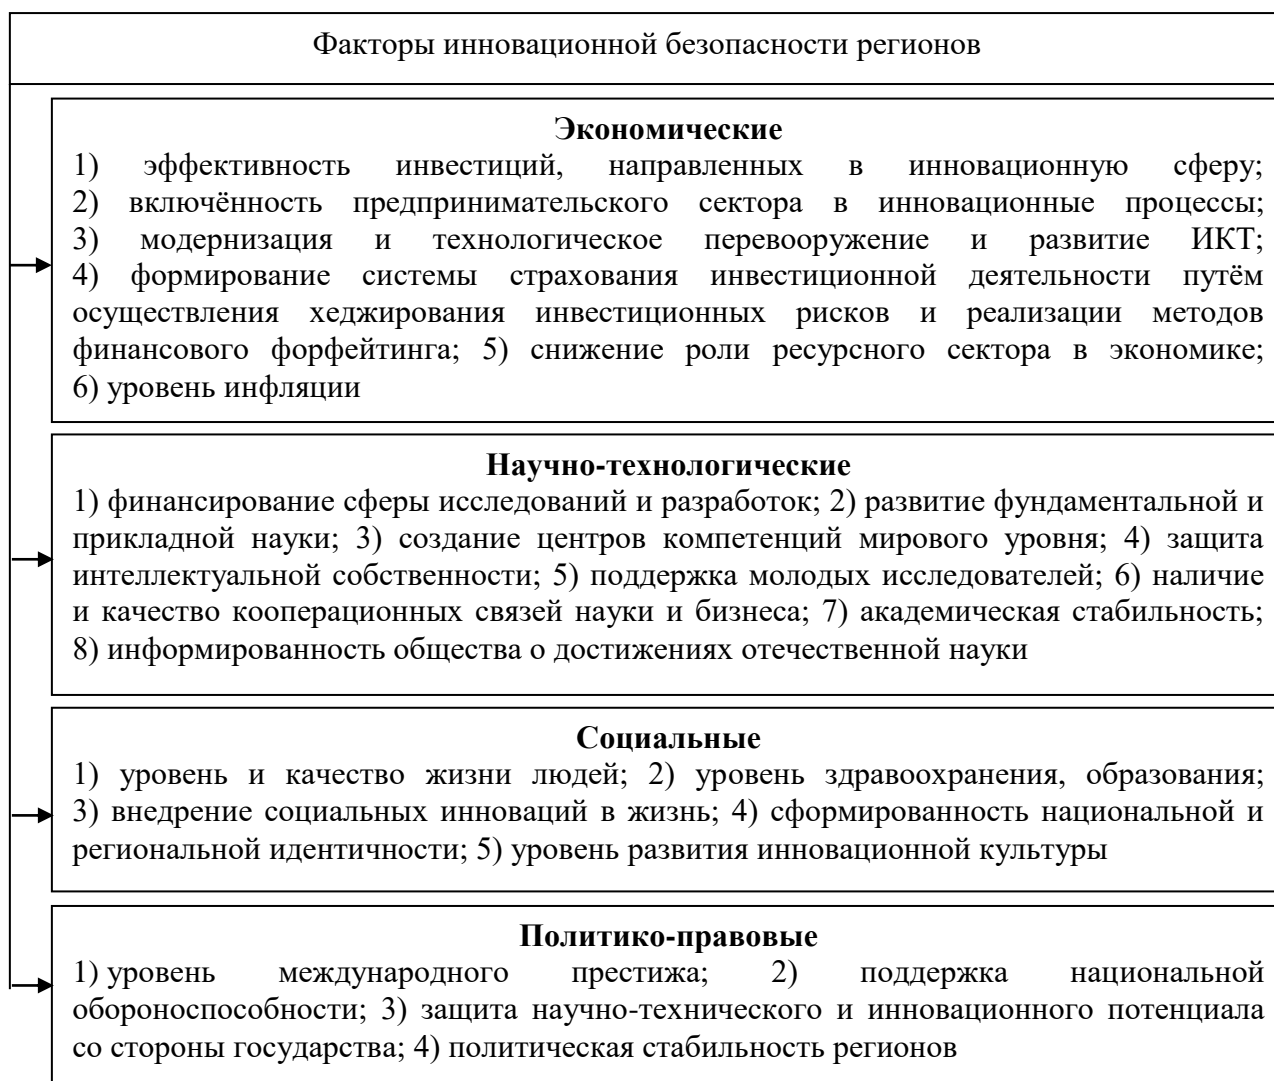 Факторы инновационной безопасности регионов
Экономические
1) эффективность инвестиций, направленных в инновационную сферу;
2) включённость предпринимательского сектора в инновационные процессы;
3) модернизация и технологическое перевооружение и развитие ИКТ;
4) формирование системы страхования инвестиционной деятельности путём
осуществления хеджирования инвестиционных рисков и реализации методов
финансового форфейтинга; 5) снижение роли ресурсного сектора в экономике;
6) уровень инфляции
Научно-технологические
1) финансирование сферы исследований и разработок; 2) развитие фундаментальной и
прикладной науки; 3) создание центров компетенций мирового уровня; 4) защита
интеллектуальной собственности; 5) поддержка молодых исследователей; 6) наличие
и качество кооперационных связей науки и бизнеса; 7) академическая стабильность;
8) информированность общества о достижениях отечественной науки
Социальные
1) уровень и качество жизни людей; 2) уровень здравоохранения, образования;
3) внедрение социальных инноваций в жизнь; 4) сформированность национальной и
региональной идентичности; 5) уровень развития инновационной культуры
Политико-правовые
1) уровень международного престижа; 2) поддержка национальной
обороноспособности; 3) защита научно-технического и инновационного потенциала
со стороны государства; 4) политическая стабильность регионов